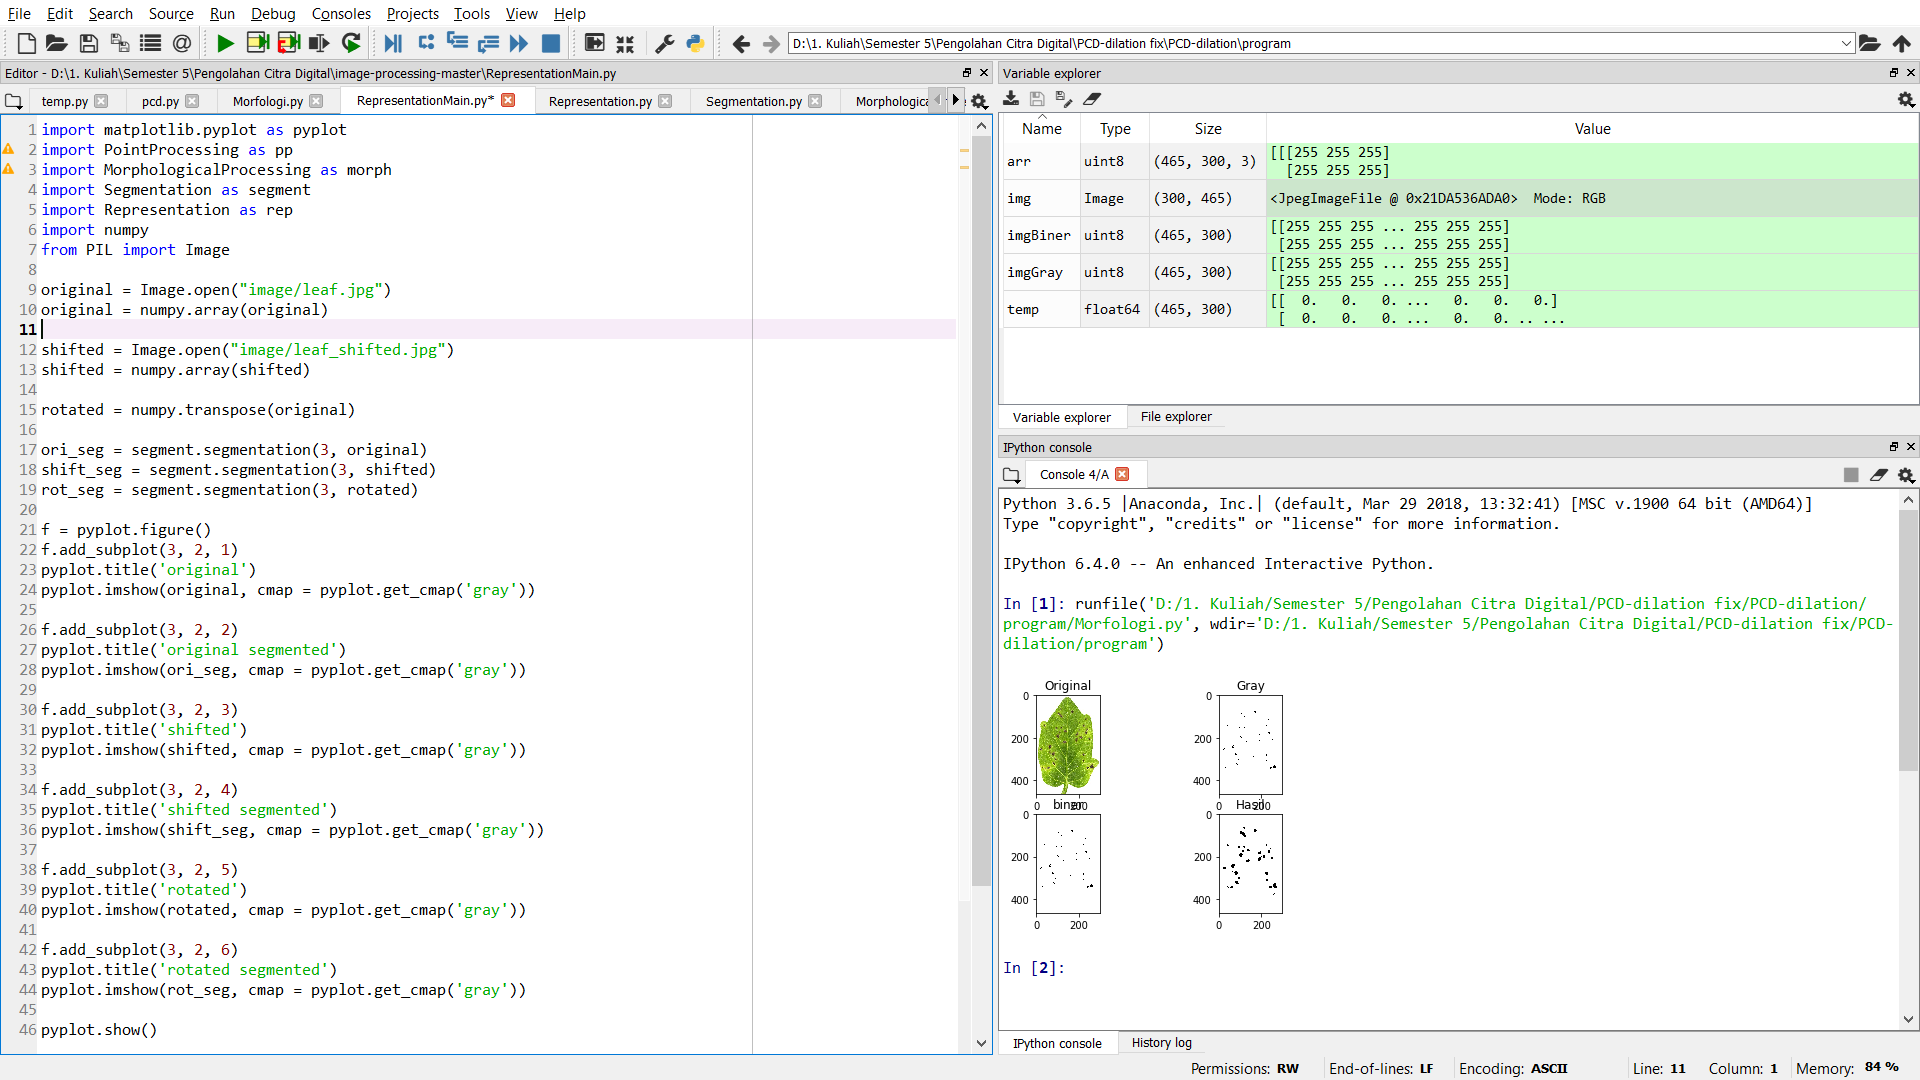 File Edit Search Source Run Debug Consoles Projects Tools View Help
D:\1. Kuliah\Semester 5\Pengolahan Citra Digital\PCD-dilation fix\PCD-dilation\program
Editor - D:\1. Kuliah\Semester 5\Pengolahan Citra Digital\image-processing-master\RepresentationMain.py
temp.py pcd.py Morfologi.py RepresentationMain.py* Representation.py Segmentation.py Morphologica
1 import matplotlib.pyplot as pyplot
2 import PointProcessing as pp
3 import MorphologicalProcessing as morph
4 import Segmentation as segment
5 import Representation as rep
6 import numpy
7 from PIL import Image
8
9 original = Image.open("image/leaf.jpg")
10 original = numpy.array(original)
11
12 shifted = Image.open("image/leaf_shifted.jpg")
13 shifted = numpy.array(shifted)
14
15 rotated = numpy.transpose(original)
16
17 ori_seg = segment.segmentation(3, original)
18 shift_seg = segment.segmentation(3, shifted)
19 rot_seg = segment.segmentation(3, rotated)
20
21 f = pyplot.figure()
22 f.add_subplot(3, 2, 1)
23 pyplot.title('original')
24 pyplot.imshow(original, cmap = pyplot.get_cmap('gray'))
25
26 f.add_subplot(3, 2, 2)
27 pyplot.title('original segmented')
28 pyplot.imshow(ori_seg, cmap = pyplot.get_cmap('gray'))
29
30 f.add_subplot(3, 2, 3)
31 pyplot.title('shifted')
32 pyplot.imshow(shifted, cmap = pyplot.get_cmap('gray'))
33
34 f.add_subplot(3, 2, 4)
35 pyplot.title('shifted segmented')
36 pyplot.imshow(shift_seg, cmap = pyplot.get_cmap('gray'))
37
38 f.add_subplot(3, 2, 5)
39 pyplot.title('rotated')
40 pyplot.imshow(rotated, cmap = pyplot.get_cmap('gray'))
41
42 f.add_subplot(3, 2, 6)
43 pyplot.title('rotated segmented')
44 pyplot.imshow(rot_seg, cmap = pyplot.get_cmap('gray'))
45
46 pyplot.show()
Variable explorer
Name Type Size Value
arr uint8 (465, 300, 3) [[[255 255 255]
[255 255 255]
img Image (300, 465) <JpegImageFile @ 0x21DA536ADA0> Mode: RGB
imgBiner uint8 (465, 300) [[255 255 255 ... 255 255 255]
[255 255 255 ... 255 255 255]
imgGray uint8 (465, 300) [[255 255 255 ... 255 255 255]
[255 255 255 ... 255 255 255]
temp float64 (465, 300) [[ 0. 0. 0. ... 0. 0. 0.]
[ 0. 0. 0. ... 0. 0. .. ...
Variable explorer File explorer
IPython console
Console 4/A
Python 3.6.5 |Anaconda, Inc.| (default, Mar 29 2018, 13:32:41) [MSC v.1900 64 bit (AMD64)]
Type "copyright", "credits" or "license" for more information.
IPython 6.4.0 -- An enhanced Interactive Python.
In [1]: runfile('D:/1. Kuliah/Semester 5/Pengolahan Citra Digital/PCD-dilation fix/PCD-dilation/
program/Morfologi.py', wdir='D:/1. Kuliah/Semester 5/Pengolahan Citra Digital/PCD-dilation fix/PCD-
dilation/program')
Original Gray
0 0
200 200
400 400
0 200 0 200
biner Hasil
0 0
200 200
400 400
0 200 0 200
In [2]:
IPython console History log
Permissions: RW End-of-lines: LF Encoding: ASCII Line: 11 Column: 1 Memory: 84 %